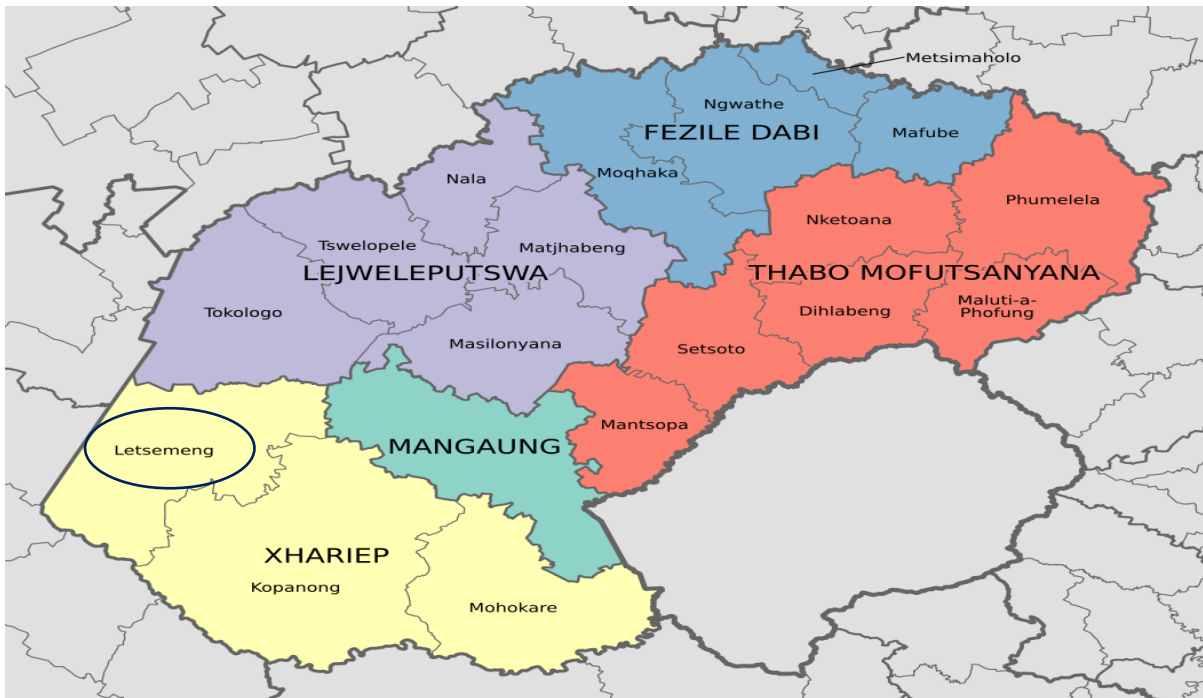 Metsimaholo
Ngwathe
FEZILE DABI
Mafube
Moqhaka
Nala
Phumelela
Nketoana
Tswelopele
Matjhabeng
LEJWELEPUTSWA
THABO MOFUTSANYANA
Tokologo
Dihlabeng
Maluti-a-
Phofung
Masilonyana
Setsoto
Mantsopa
MANGAUNG
Letsemeng
XHARIEP
Kopanong
Mohokare